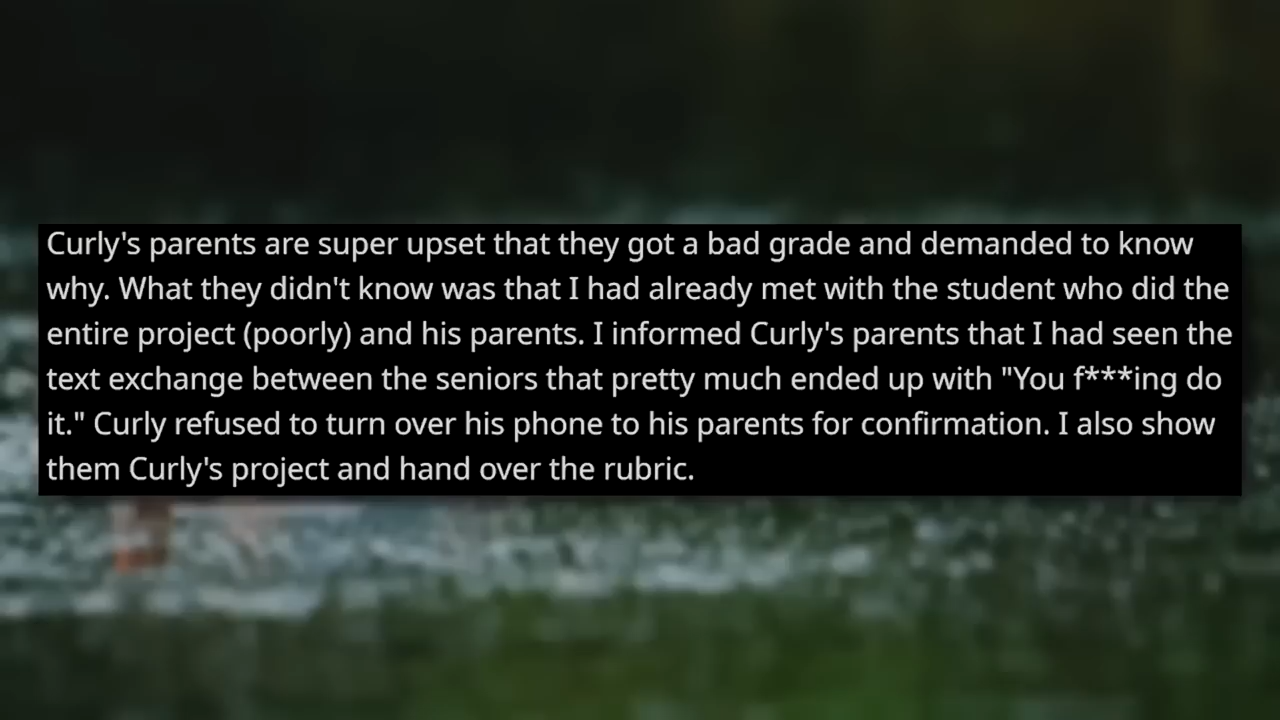 Curly's parents are super upset that they got a bad grade and demanded to know
why. What they didn't know was that I had already met with the student who did the
entire project (poorly) and his parents. I informed Curly's parents that I had seen the
text exchange between the seniors that pretty much ended up with "You f***ing do
it." Curly refused to turn over his phone to his parents for confirmation. I also show
them Curly's project and hand over the rubric.